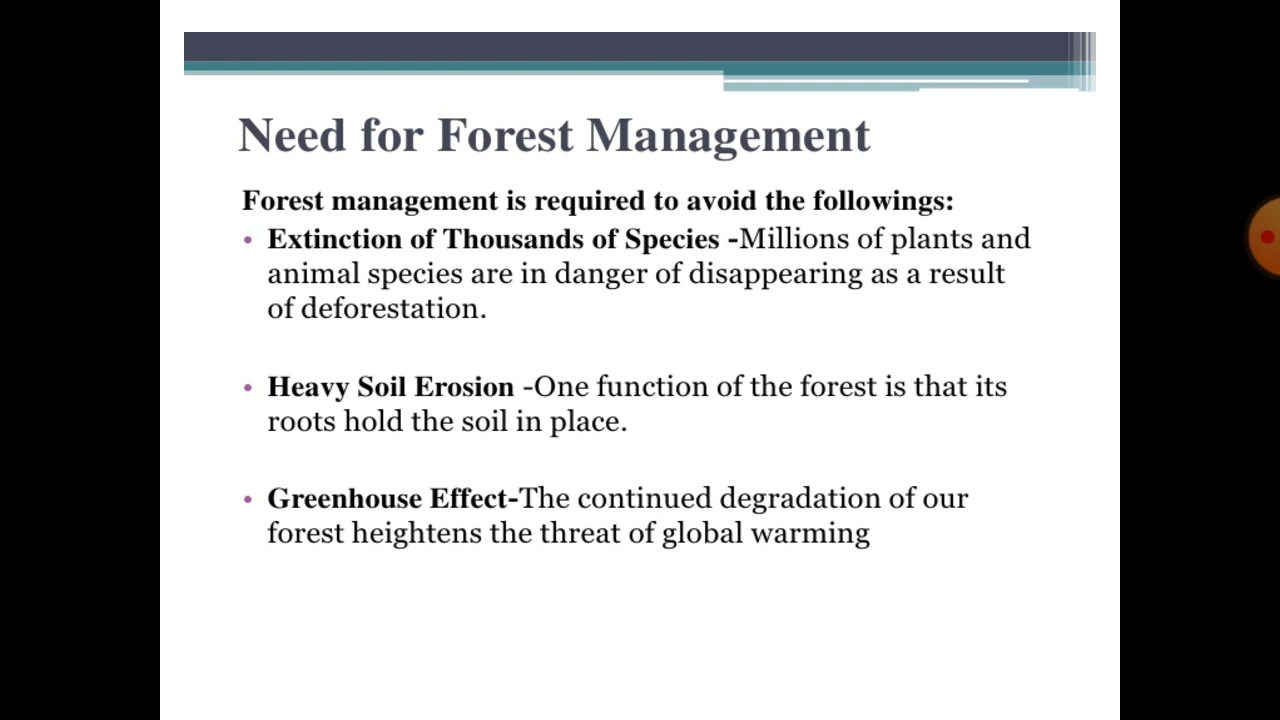 Need for Forest Management
Forest management is required to avoid the followings:
• Extinction of Thousands of Species -Millions of plants and
animal species are in danger of disappearing as a result
of deforestation.
• Heavy Soil Erosion -One function of the forest is that its
roots hold the soil in place.
• Greenhouse Effect-The continued degradation of our
forest heightens the threat of global warming